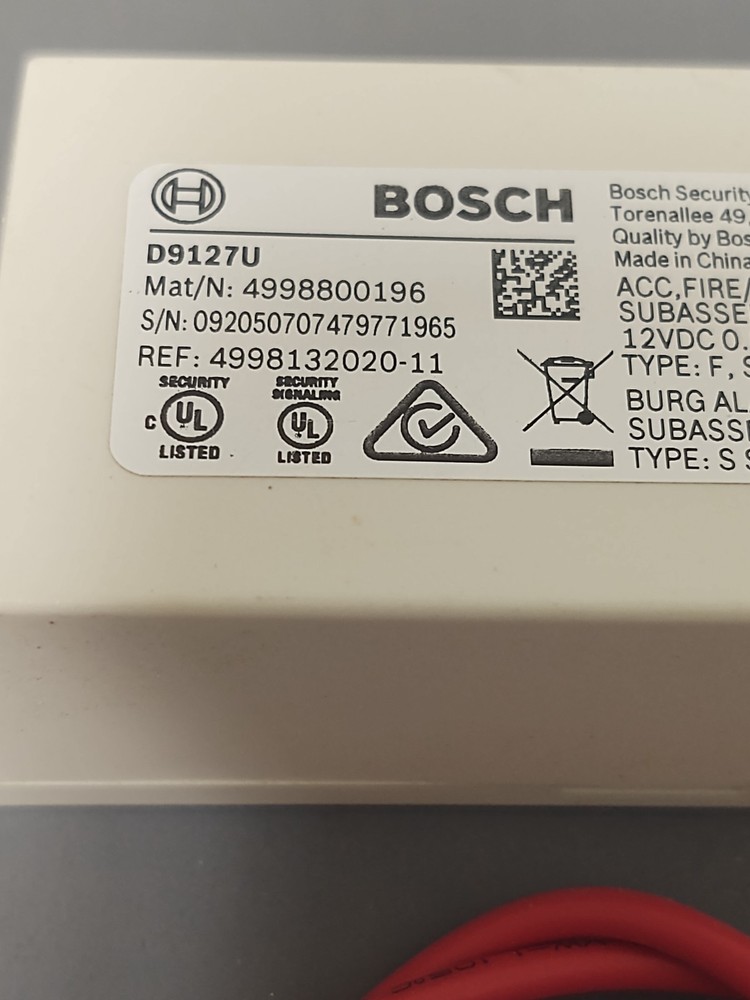 BOSCH
D9127U
Mat/N: 4998800196
S/N: 092050707479771965
REF: 4998132020-11
SECURITY
C UL
LISTED
SECURITY
SIGNALING
UL
LISTED
Bosch Security
Torenallee 49,
Quality by Bos
Made in China
ACC,FIRE/
SUBASSE
12VDC 0.
TYPE: F, S
BURG AL
SUBASSE
TYPE: S S